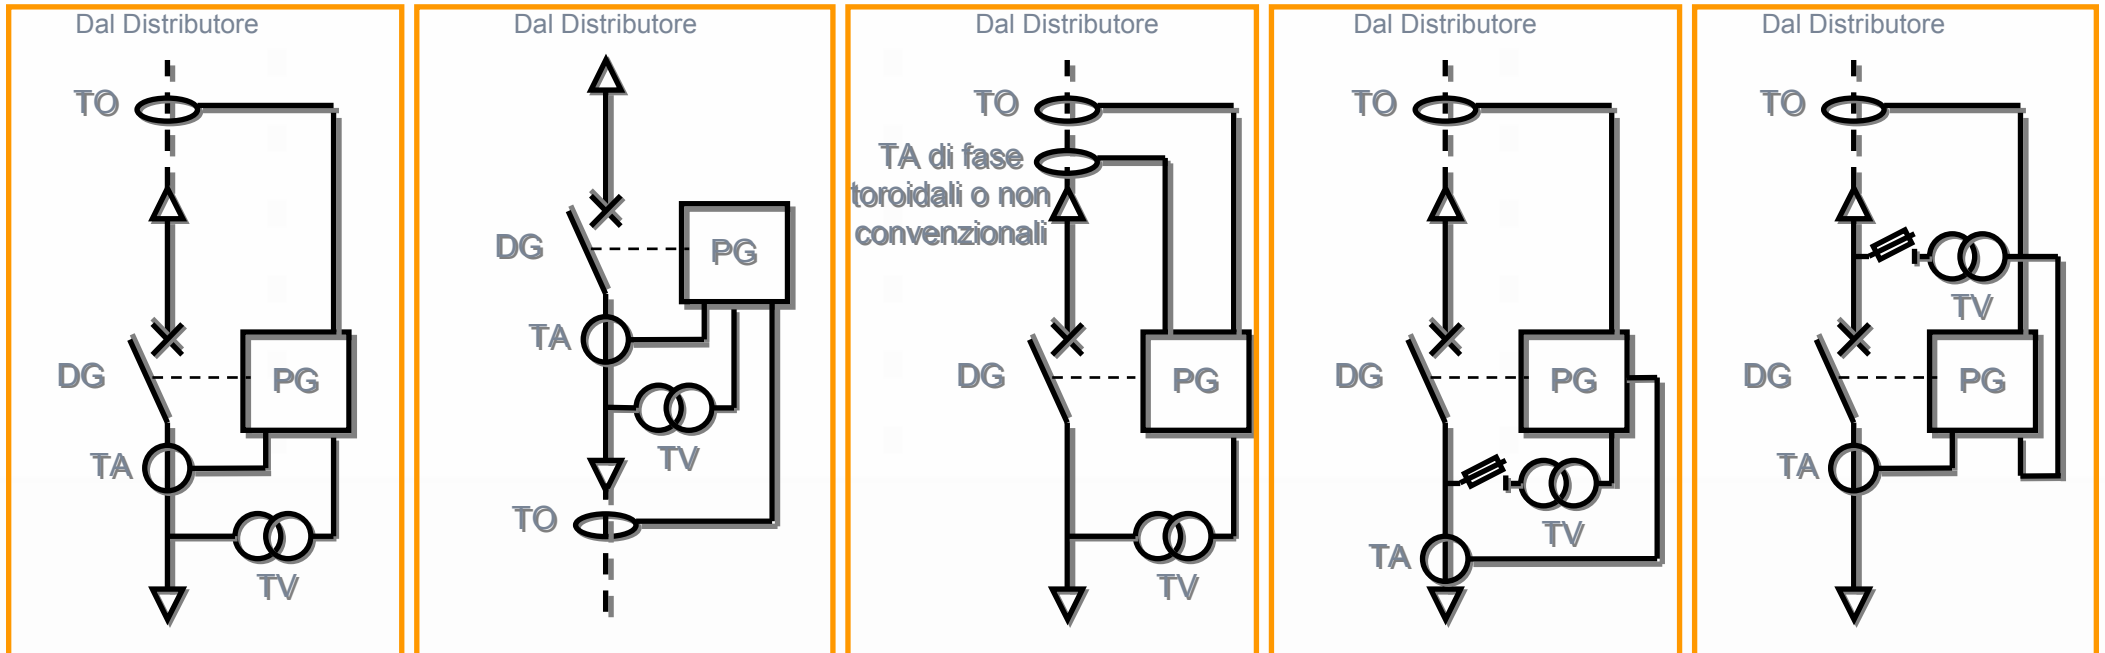 Dal Distributore
TO
DG
PG
TA
TV
Dal Distributore
DG
PG
TA
TV
TO
Dal Distributore
TO
TA di fase
toroidali o non
convenzionali
DG
PG
TV
Dal Distributore
TO
DG
PG
TV
TA
Dal Distributore
TO
TV
DG
PG
TA